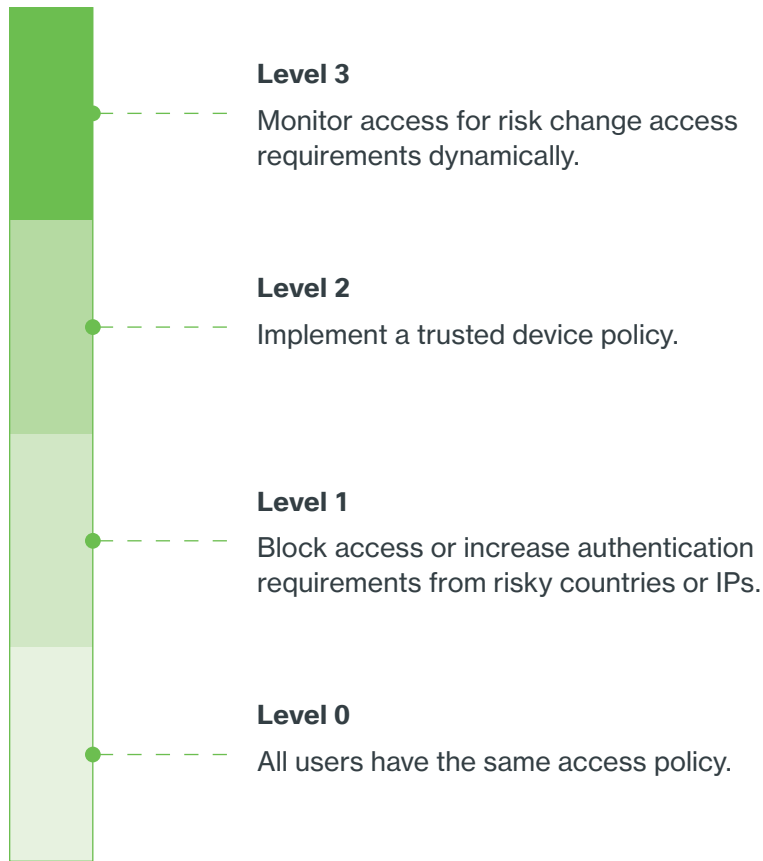 Level 3
Monitor access for risk change access
requirements dynamically.
Level 2
Implement a trusted device policy.
Level 1
Block access or increase authentication
requirements from risky countries or IPs.
Level 0
All users have the same access policy.